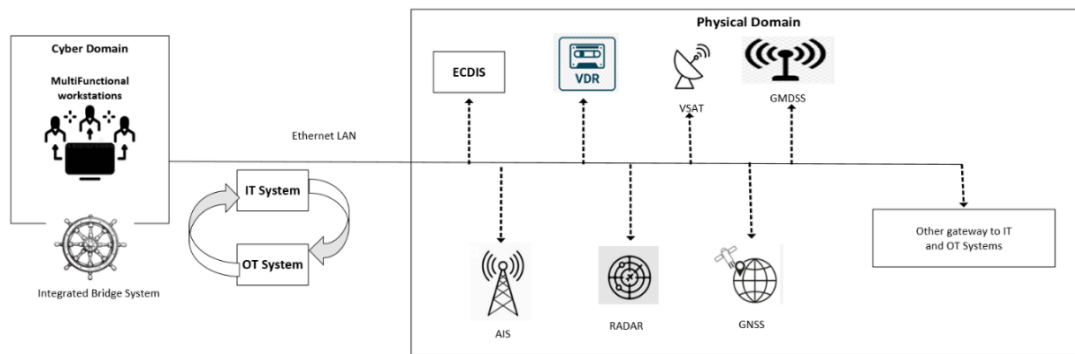 Cyber Domain
MultiFunctional
workstations
Integrated Bridge System
Ethernet LAN
IT System
OT System
Physical Domain
ECDIS
VDR
VSAT
GMDSS
AIS
RADAR
GNSS
Other gateway to IT
and OT Systems